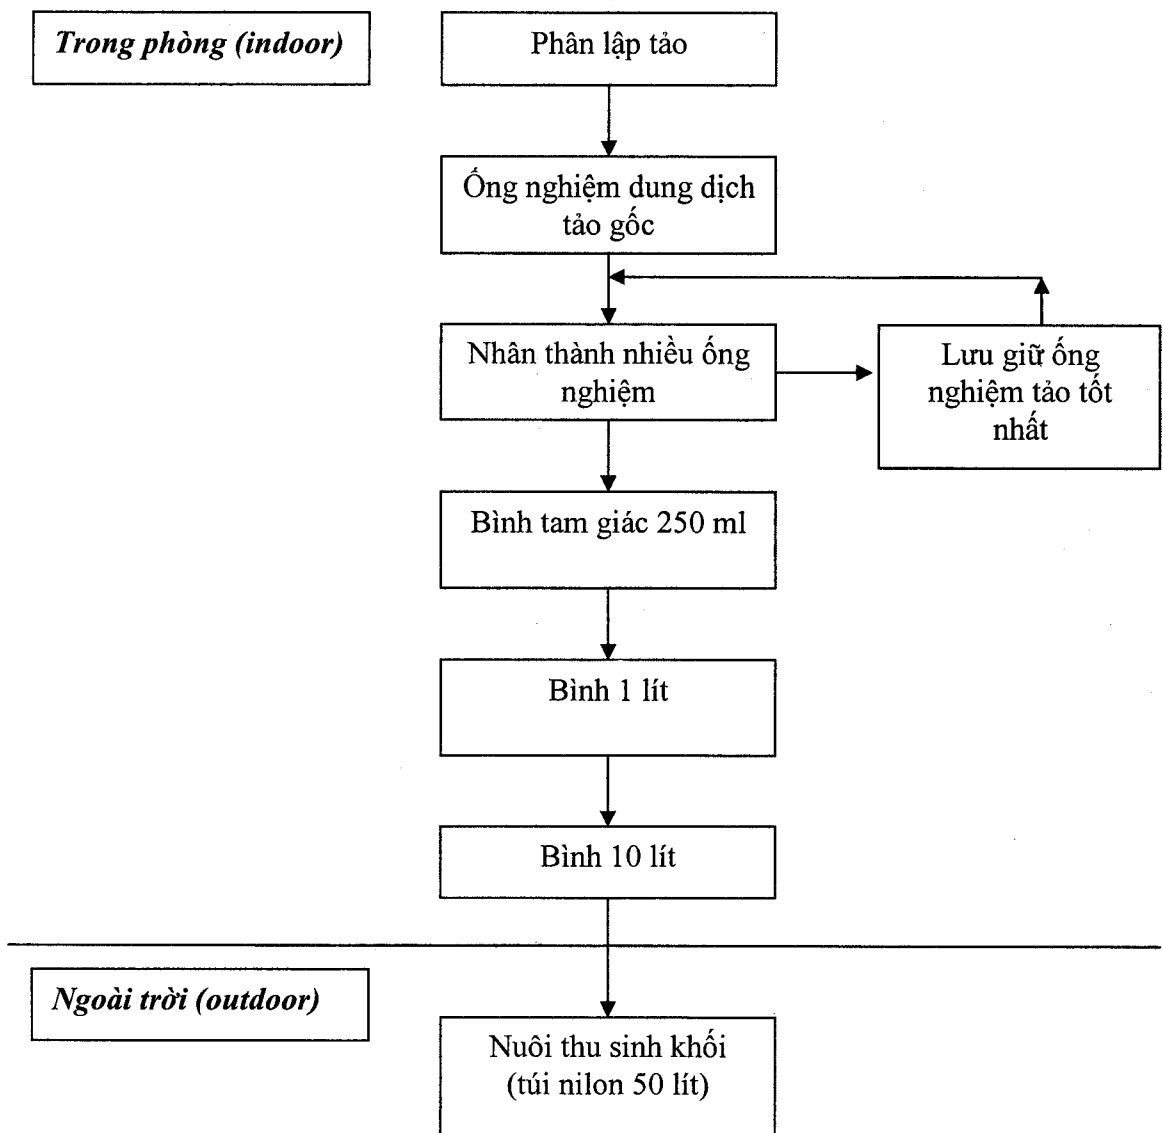 Trong phòng (indoor)
Phân lập tảo
Ống nghiệm dung dịch
tảo gốc
Nhân thành nhiều ống
nghiệm
Lưu giữ ống
nghiệm tảo tốt
nhất
Bình tam giác 250 ml
Bình 1 lít
Bình 10 lít
Ngoài trời (outdoor)
Nuôi thu sinh khối
(túi nilon 50 lít)